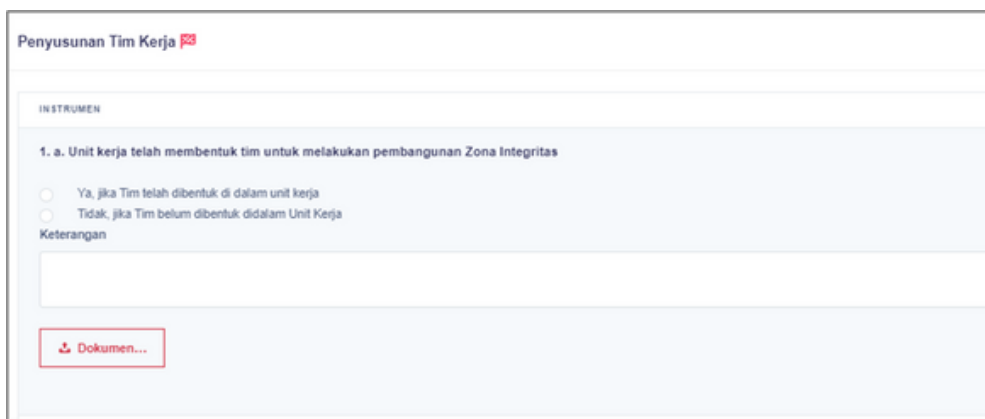 Penyusunan Tim Kerja
INSTRUMEN
1. a. Unit kerja telah membentuk tim untuk melakukan pembangunan Zona Integritas
Ya, jika Tim telah dibentuk di dalam unit kerja
Tidak, jika Tim belum dibentuk didalam Unit Kerja
Keterangan
Dokumen...